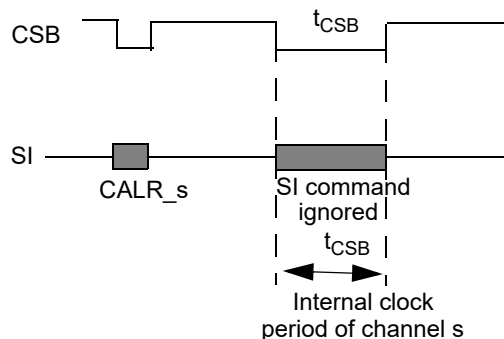 CSB
tCSB
SI
CALR_s
SI command
ignored
tCSB
Internal clock
period of channel s